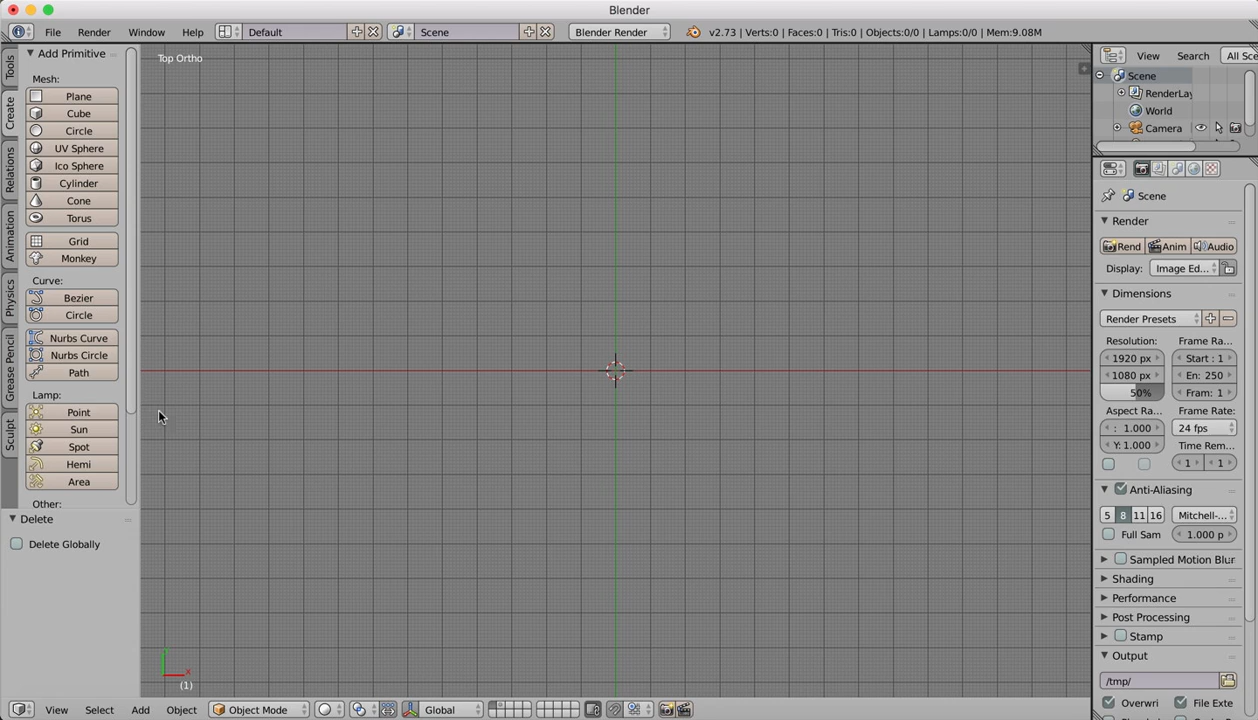 Blender
File Render Window Help Default Scene Blender Render v2.73 | Verts:0 | Faces:0 | Tris:0 | Objects:0/0 | Lamps:0/0 | Mem:9.08M
Tools
Create
Relations
Animation
Physics
Grease Pencil
Sculpt
Add Primitive
Mesh:
Plane
Cube
Circle
UV Sphere
Ico Sphere
Cylinder
Cone
Torus
Grid
Monkey
Curve:
Bezier
Circle
Nurbs Curve
Nurbs Circle
Path
Lamp:
Point
Sun
Spot
Hemi
Area
Other:
Delete
Delete Globally
Top Ortho
x
(1)
View Select Add Object Object Mode Global
View Search All Sce
Scene
RenderLay
World
Camera
Scene
Render
Rend Anim Audio
Display: Image Ed...
Dimensions
Render Presets
Resolution: Frame Ra...
1920 px Start : 1
1080 px En: 250
50% Fram: 1
Aspect Ra... Frame Rate:
: 1.000 24 fps
Y: 1.000 Time Rem...
1 1
Anti-Aliasing
5 8 11 16 Mitchell-...
Full Sam 1.000 p
Sampled Motion Blur
Shading
Performance
Post Processing
Stamp
Output
/tmp/
Overwri File Exte